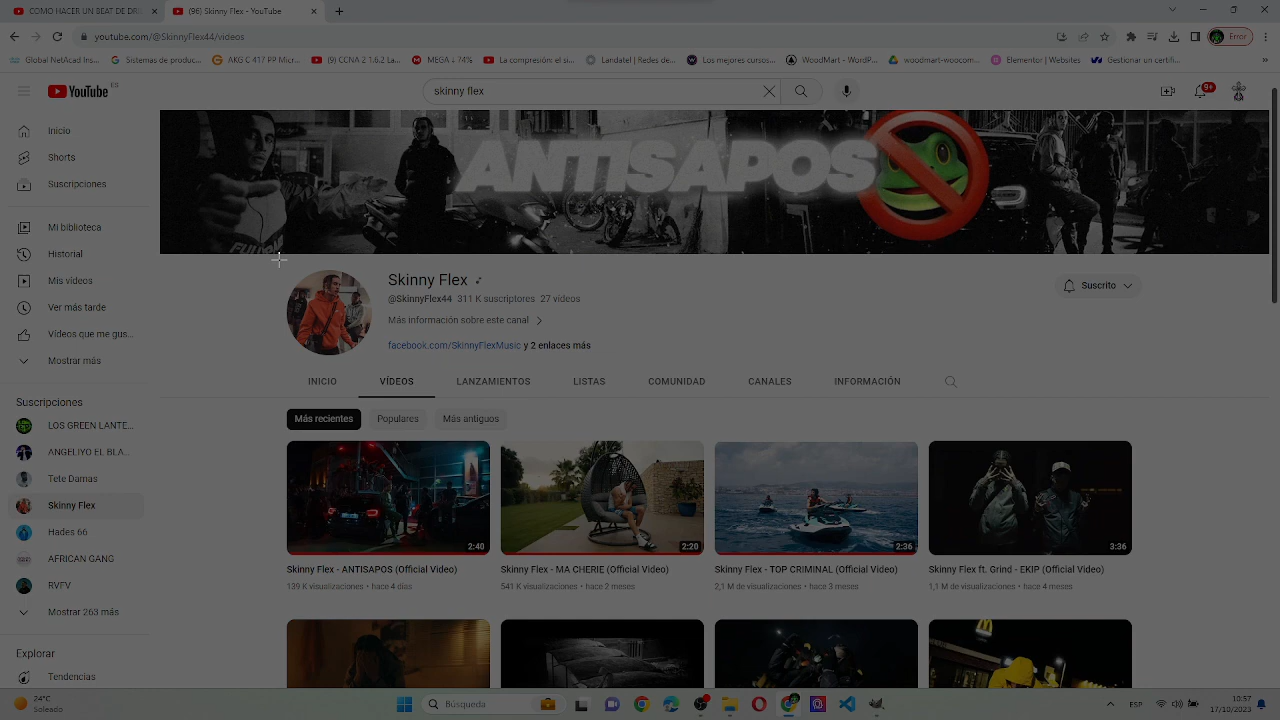 COMO HACER UN BEAT DE DRI
(96) Skinny Flex - YouTube
youtube.com/@SkinnyFlex44/videos
Error
Global NetAcad Ins...
Sistemas de produc...
AKG C 417 PP Micr...
(9) CCNA 2 1.6.2 La...
MEGA ↓ 74%
La compresión el si...
Landatel | Redes de...
Los mejores cursos...
WoodMart - WordP...
woodmart-woocom...
Elementor | Websites
Gestionar un certifi...
YouTube ES
skinny flex
9+
ANTISAPOS
Inicio
Shorts
Suscripciones
Mi biblioteca
Historial
Mis vídeos
Ver más tarde
Vídeos que me gus...
Mostrar más
Suscripciones
LOS GREEN LANTE...
ANGELIYO EL BLA...
Tete Damas
Skinny Flex
Hades 66
AFRICAN GANG
RVFV
Mostrar 263 más
Explorar
Tendencias
Skinny Flex
@SkinnyFlex44 311 K suscriptores 27 vídeos
Más información sobre este canal
facebook.com/SkinnyFlexMusic y 2 enlaces más
Suscrito
INICIO VÍDEOS LANZAMIENTOS LISTAS COMUNIDAD CANALES INFORMACIÓN
Más recientes Populares Más antiguos
2:40
2:20
2:36
3:36
Skinny Flex - ANTISAPOS (Official Video)
139 K visualizaciones • hace 4 días
Skinny Flex - MA CHERIE (Official Video)
541 K visualizaciones • hace 2 meses
Skinny Flex - TOP CRIMINAL (Official Video)
2,1 M de visualizaciones • hace 3 meses
Skinny Flex ft. Grind - EKIP (Official Video)
1,1 M de visualizaciones • hace 4 meses
24°C
Soleado
Búsqueda
ESP
10:57
17/10/2023